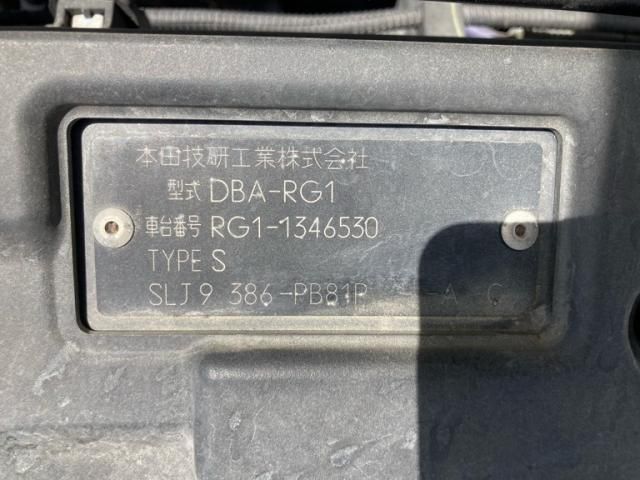 本田技研工業株式会社
型式 DBA-RG1
車台番号 RG1-1346530
TYPE S
SLJ9 386-PB81P -A C